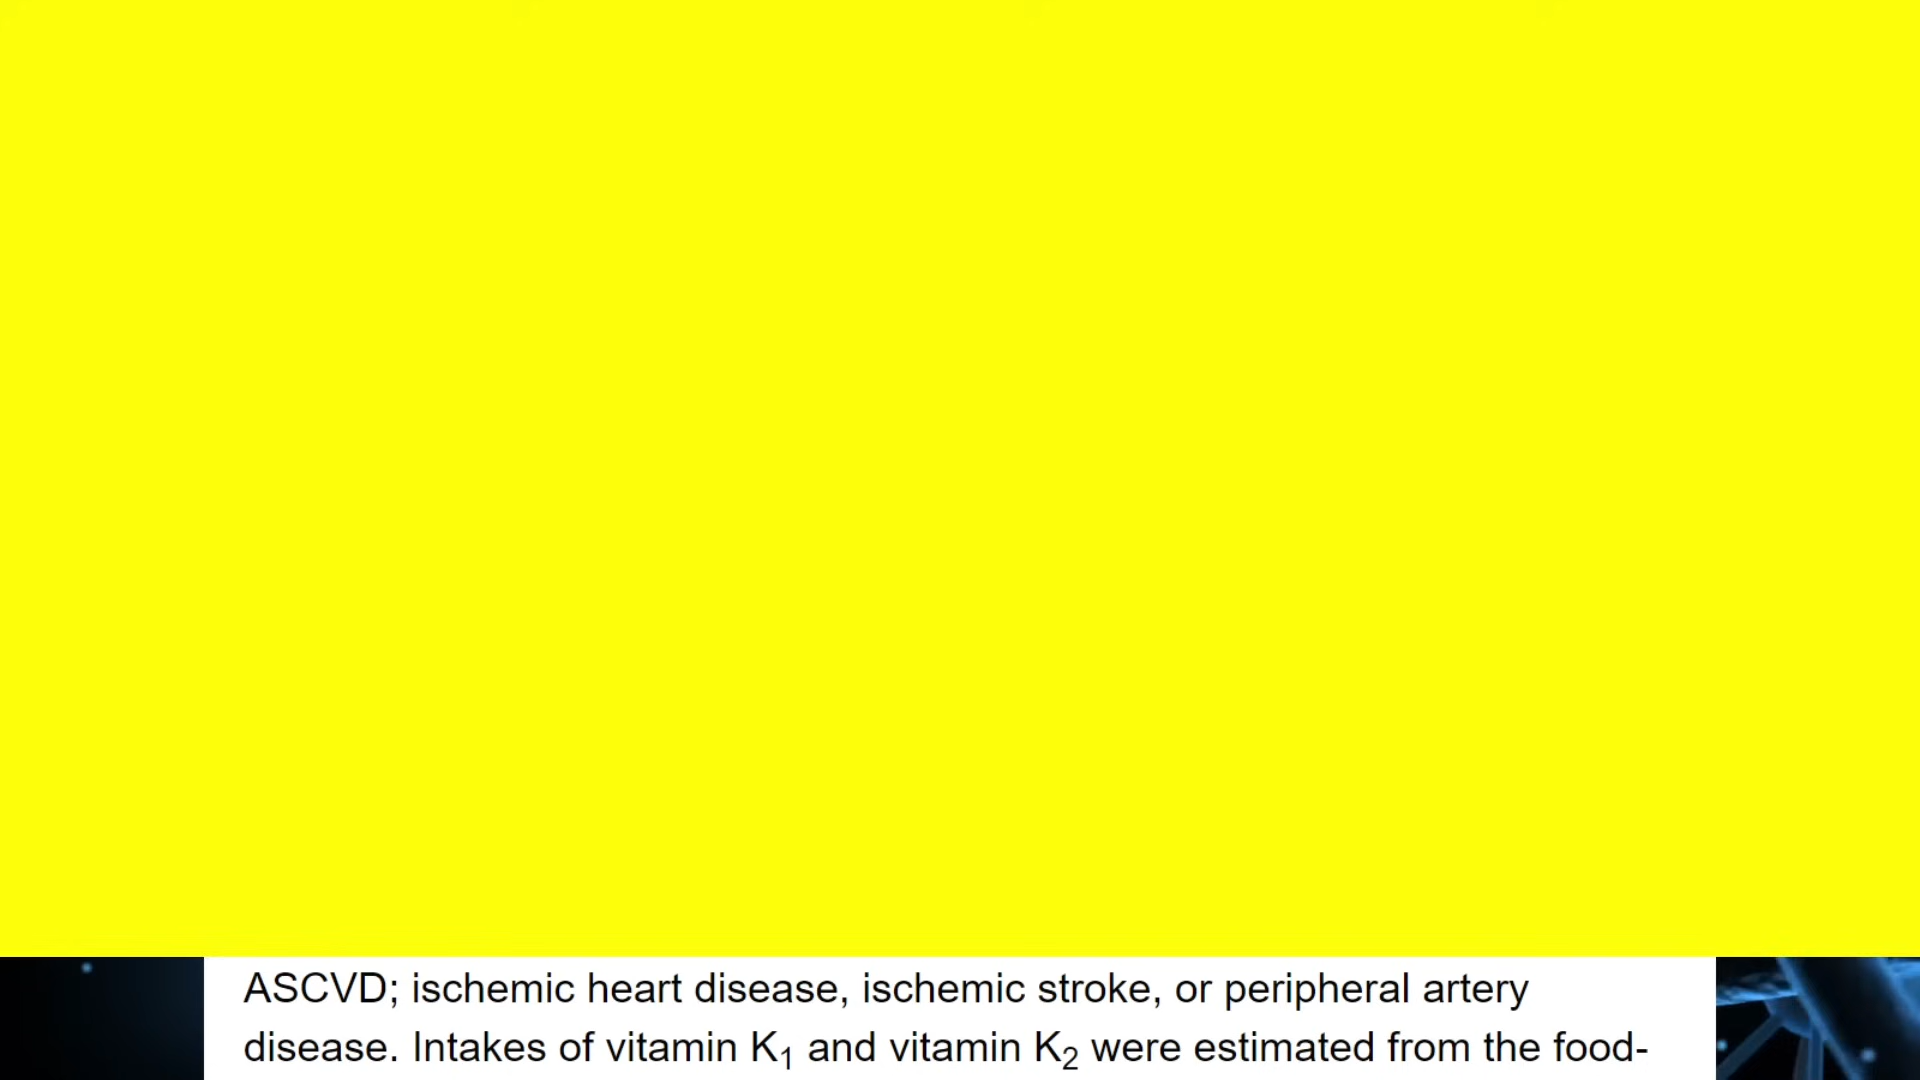 ASCVD; ischemic heart disease, ischemic stroke, or peripheral artery
disease. Intakes of vitamin K₁ and vitamin K₂ were estimated from the food-